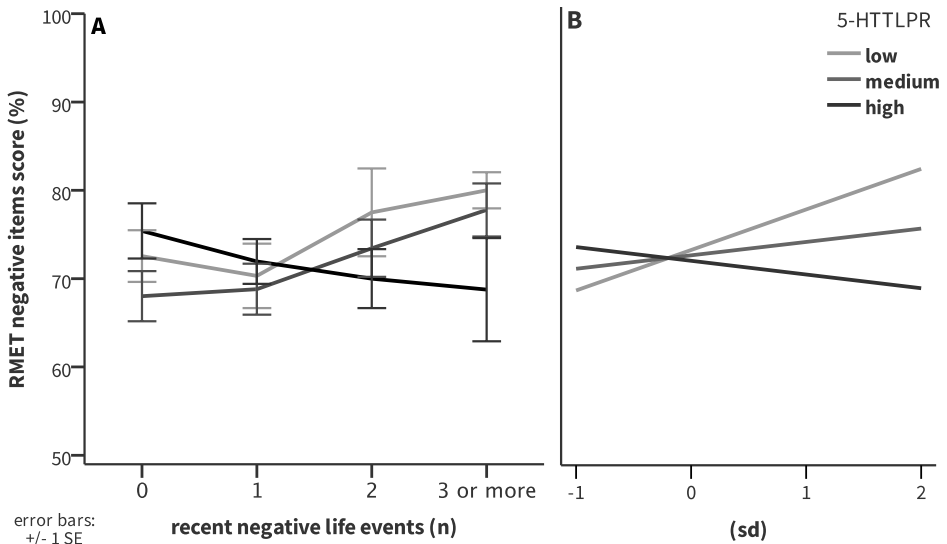 A
B
5-HTTLPR
low
medium
high
RMET negative items score (%)
100
90
80
70
60
50
0 1 2 3 or more
-1 0 1 2
error bars:
+/- 1 SE
recent negative life events (n)
(sd)